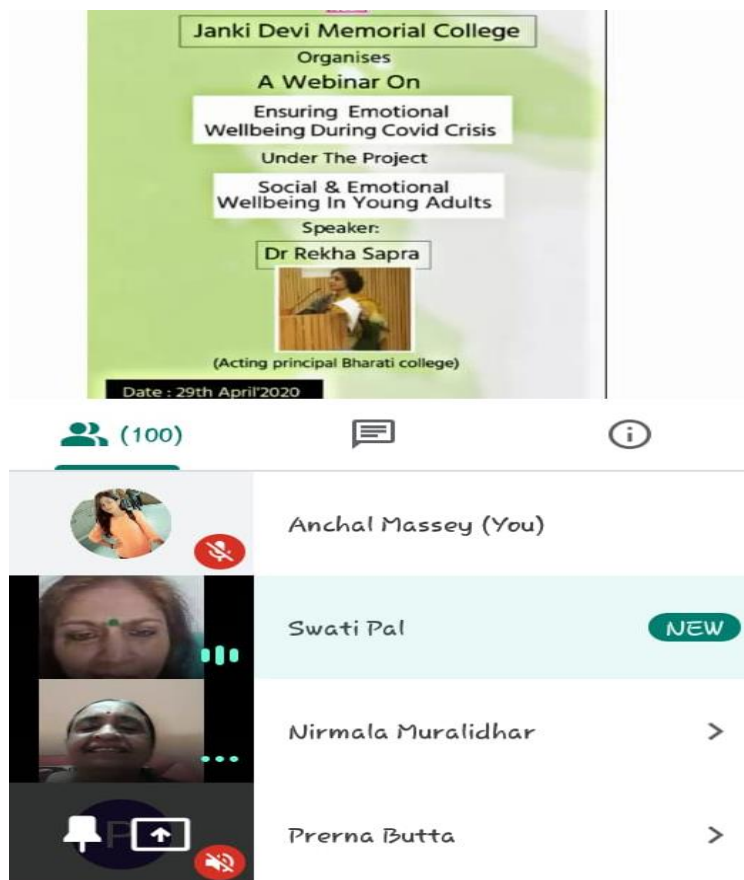 Janki Devi Memorial College
Organises
A Webinar On
Ensuring Emotional
Wellbeing During Covid Crisis
Under The Project
Social & Emotional
Wellbeing In Young Adults
Speaker:
Dr Rekha Sapra
(Acting principal Bharati college)
Date : 29th April'2020
(100)
Anchal Massey (You)
Swati Pal
NEW
Nirmala Muralidhar
P
Prerna Butta